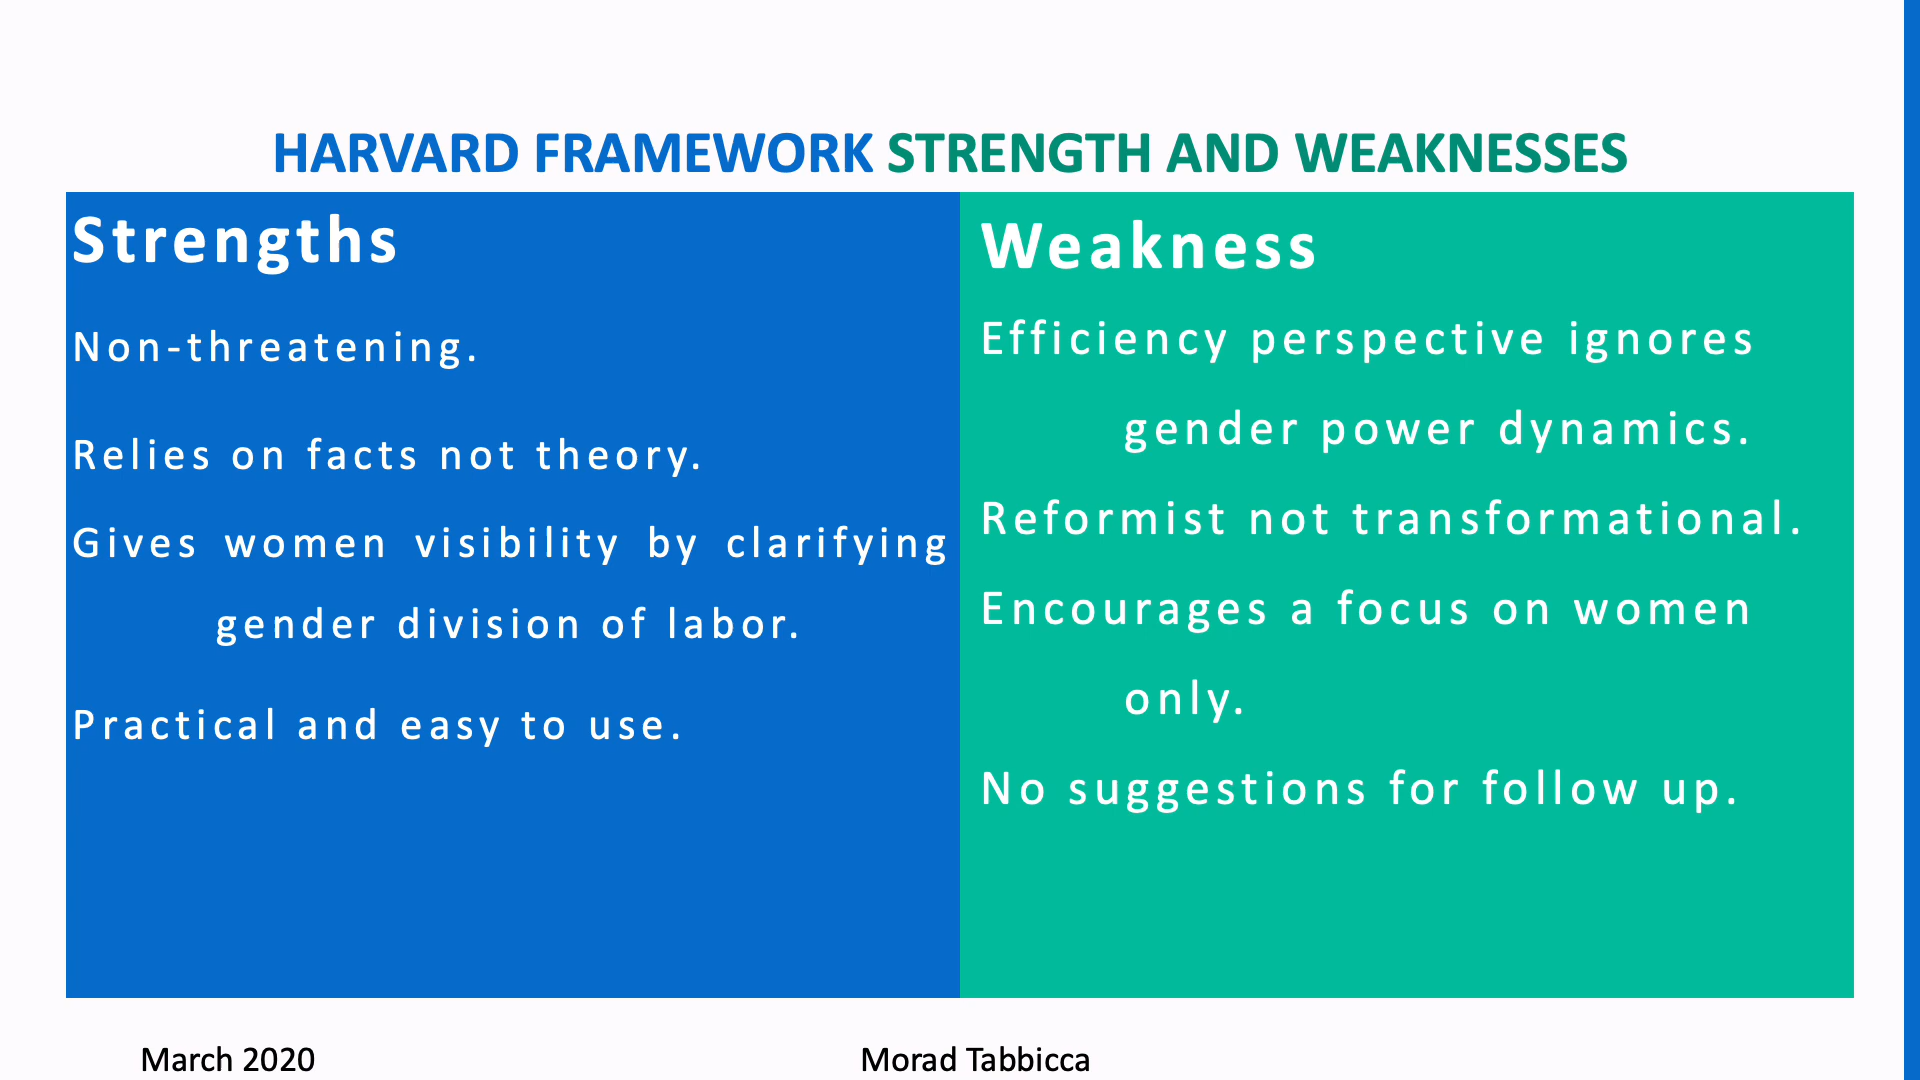 HARVARD FRAMEWORK STRENGTH AND WEAKNESSES
Strengths
Non-threatening.
Relies on facts not theory.
Gives women visibility by clarifying
gender division of labor.
Practical and easy to use.
Weakness
Efficiency perspective ignores
gender power dynamics.
Reformist not transformational.
Encourages a focus on women
only.
No suggestions for follow up.
March 2020
Morad Tabbicca